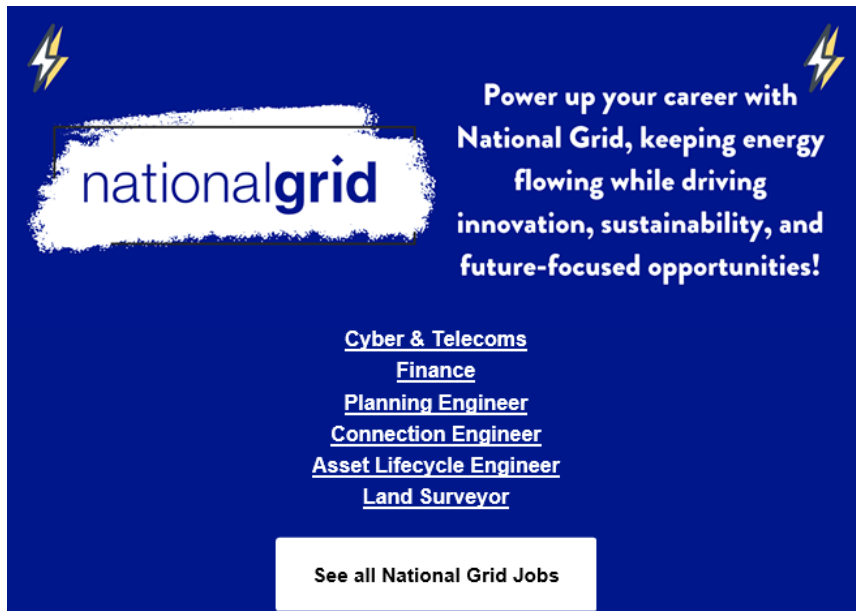 nationalgrid
Power up your career with
National Grid, keeping energy
flowing while driving
innovation, sustainability, and
future-focused opportunities!
Cyber & Telecoms
Finance
Planning Engineer
Connection Engineer
Asset Lifecycle Engineer
Land Surveyor
See all National Grid Jobs